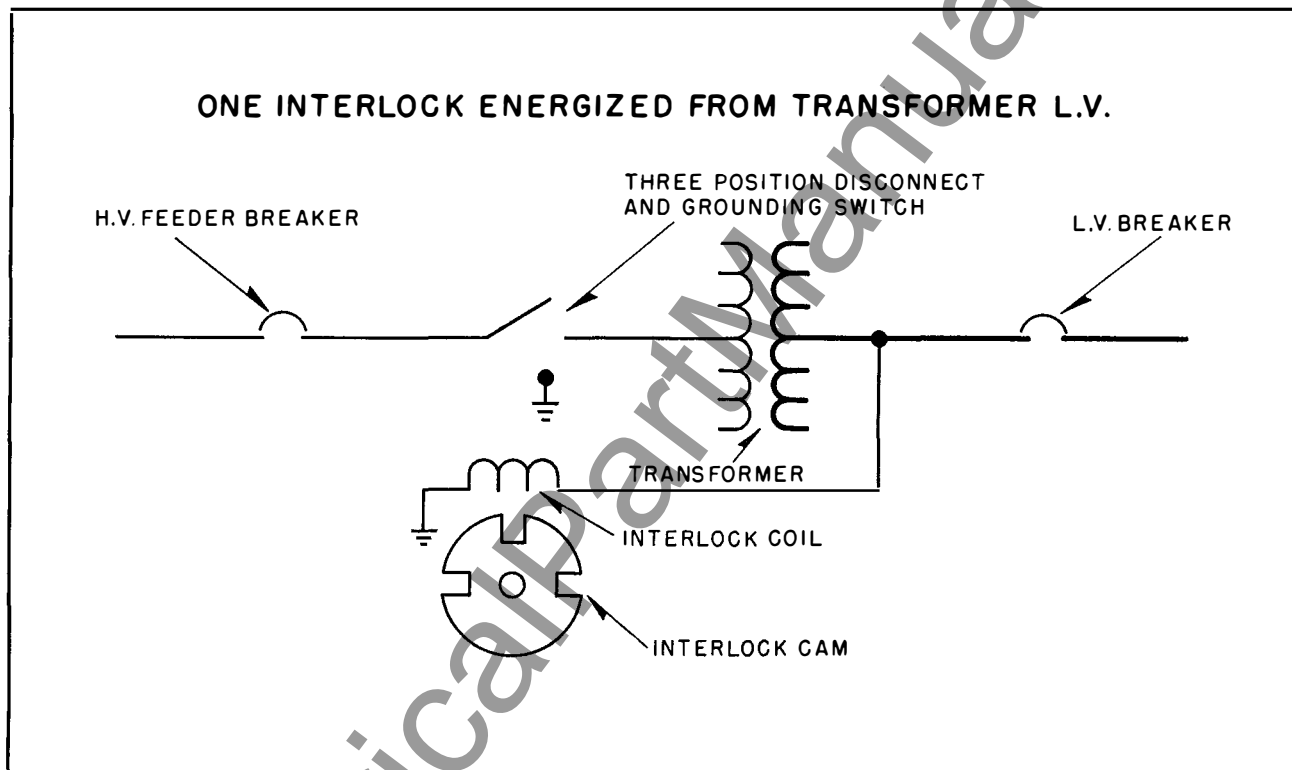 ONE INTERLOCK ENERGIZED FROM TRANSFORMER L.V.
THREE POSITION DISCONNECT
AND GROUNDING SWITCH
H.V. FEEDER BREAKER
L.V. BREAKER
TRANSFORMER
INTERLOCK COIL
INTERLOCK CAM
icalPartManua